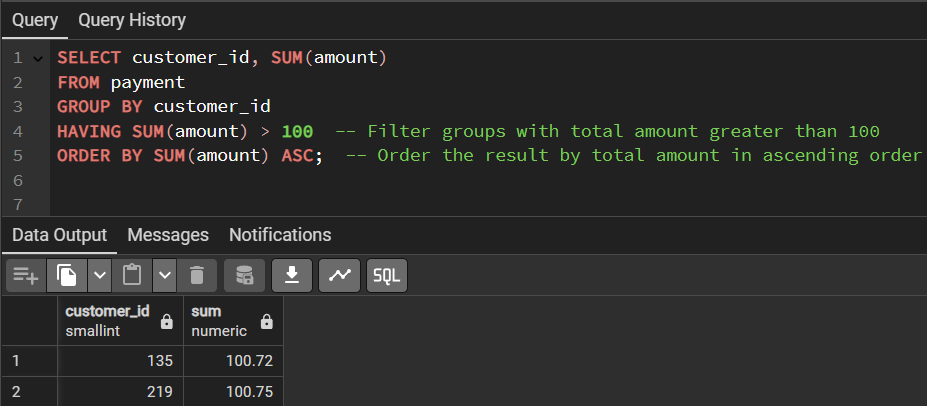 Query Query History
1 SELECT customer_id, SUM(amount)
2 FROM payment
3 GROUP BY customer_id
4 HAVING SUM(amount) > 100 -- Filter groups with total amount greater than 100
5 ORDER BY SUM(amount) ASC; -- Order the result by total amount in ascending order
6
7
Data Output Messages Notifications
SQL
customer_id sum
smallint numeric
1 135 100.72
2 219 100.75